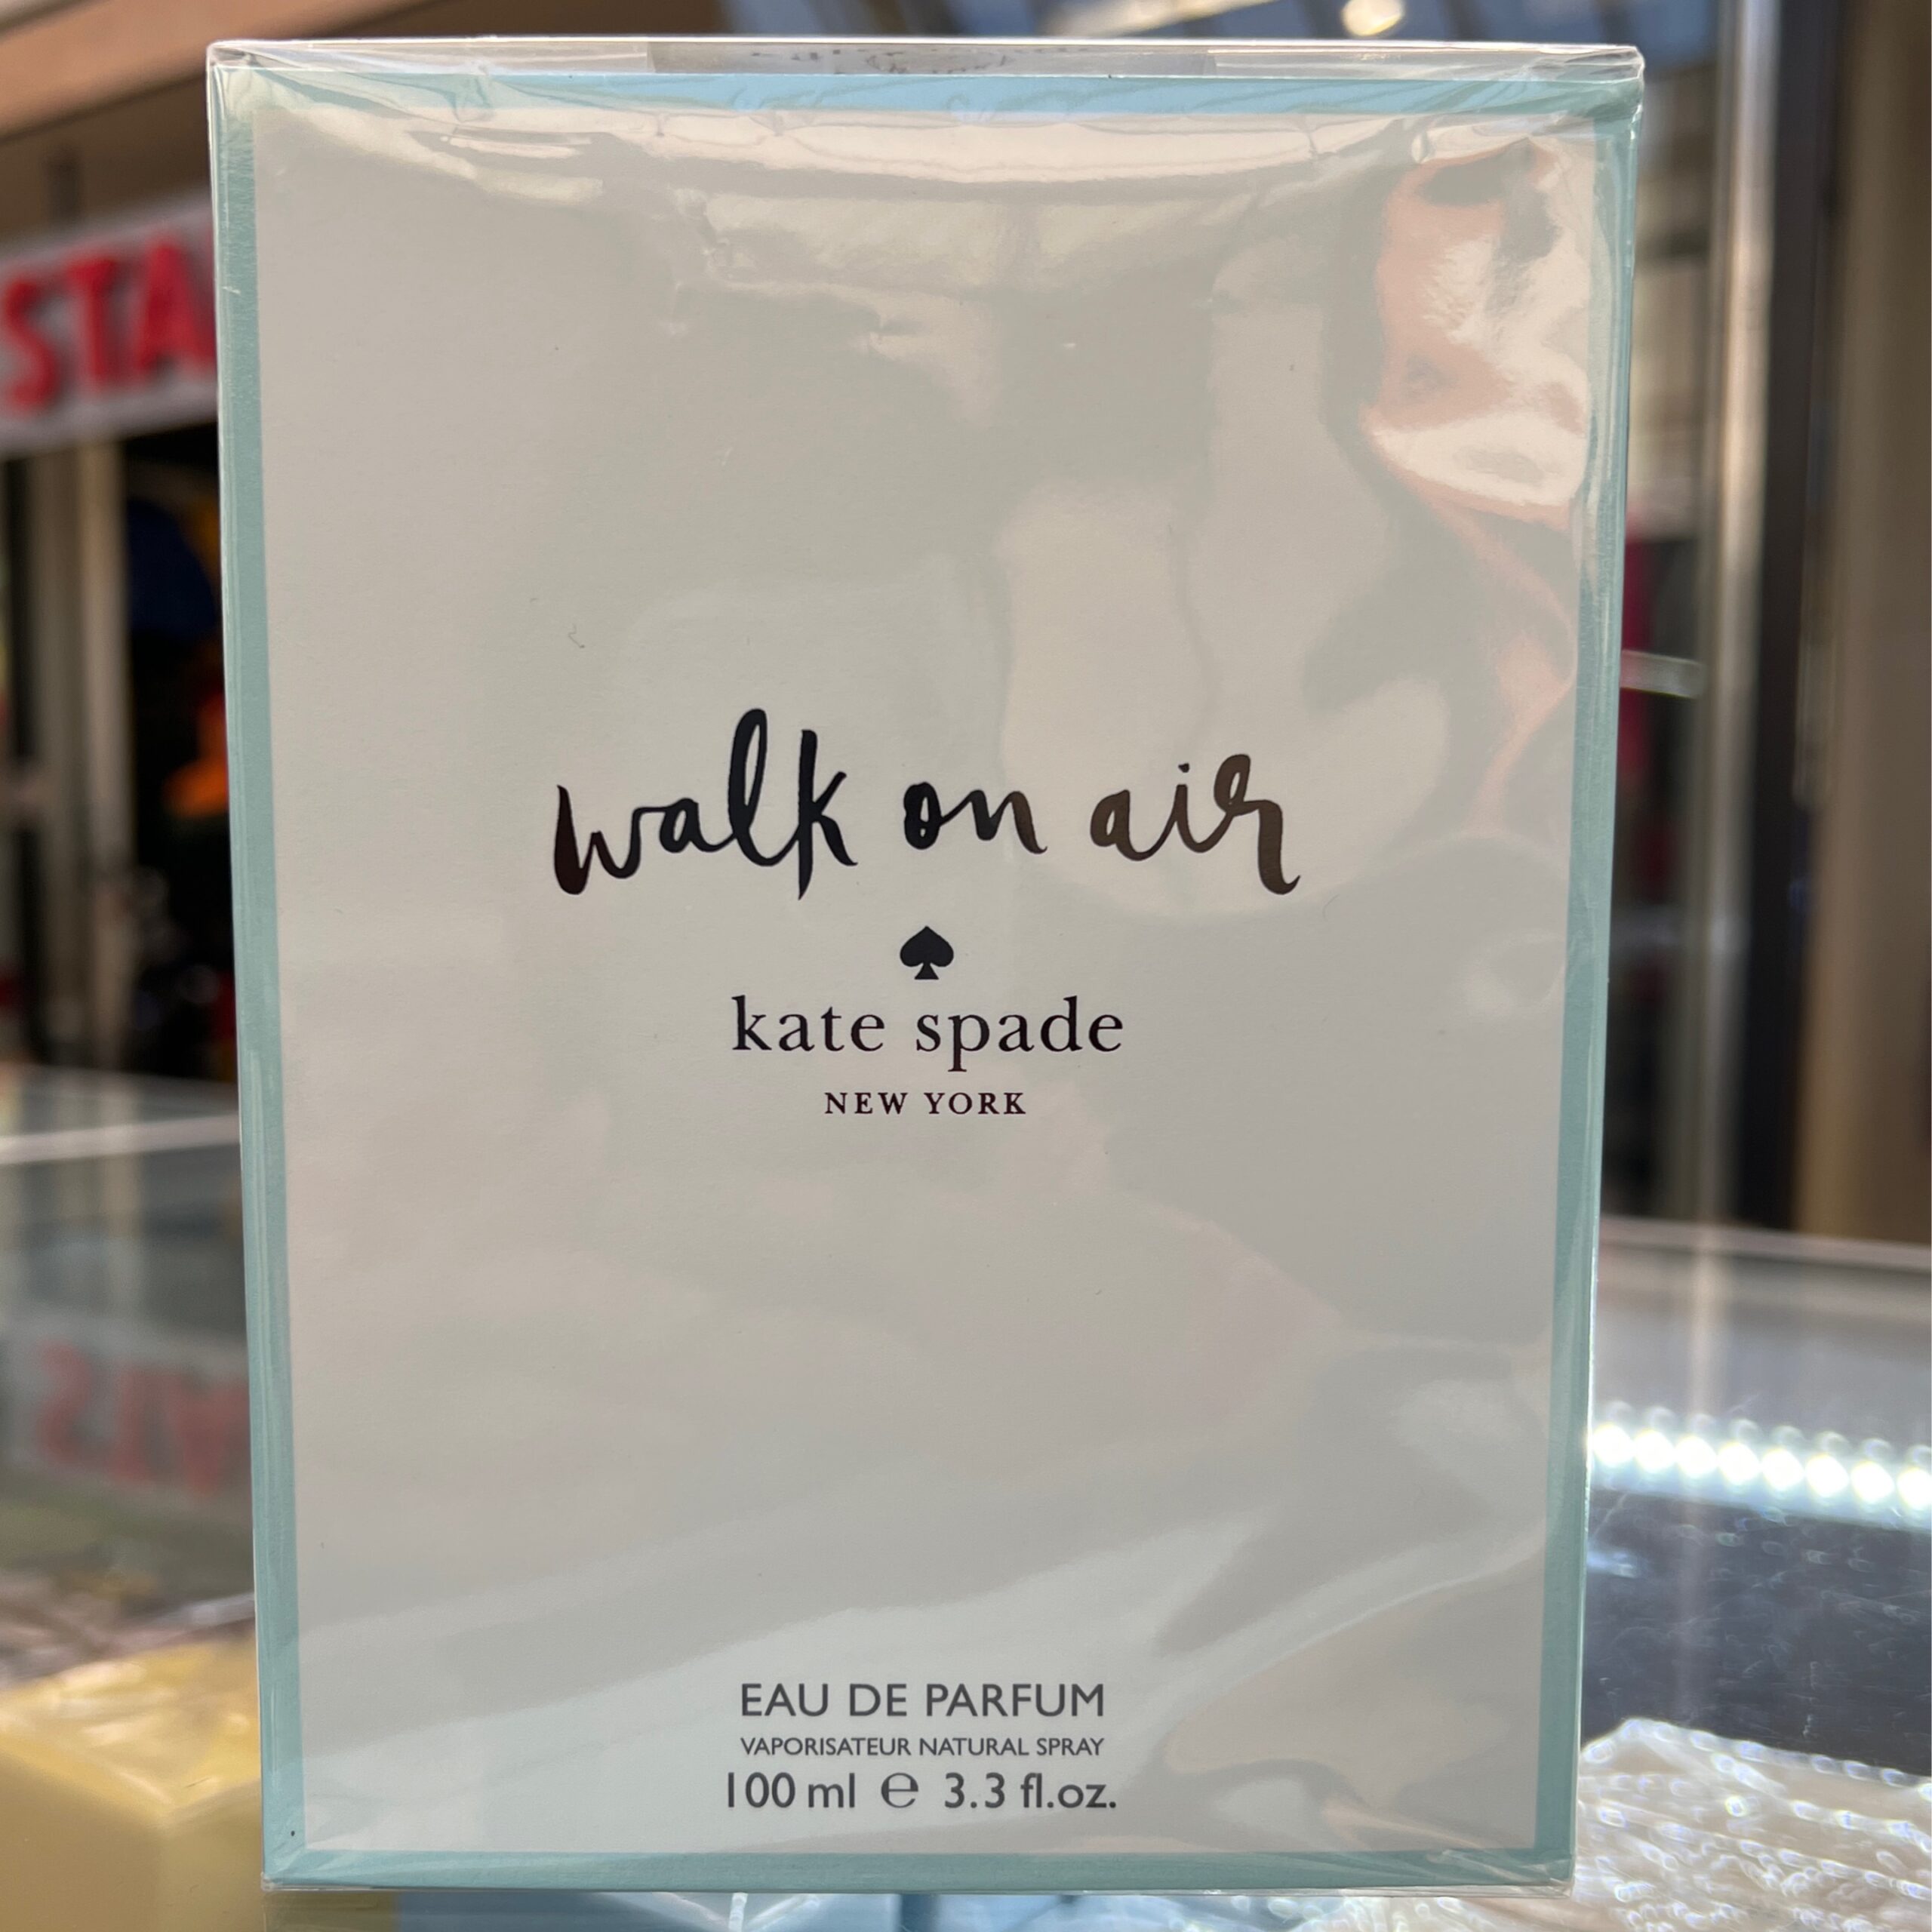 STA
walk on air
kate spade
NEW YORK
EAU DE PARFUM
VAPORISATEUR NATURAL SPRAY
100 ml ℮ 3.3 fl.oz.